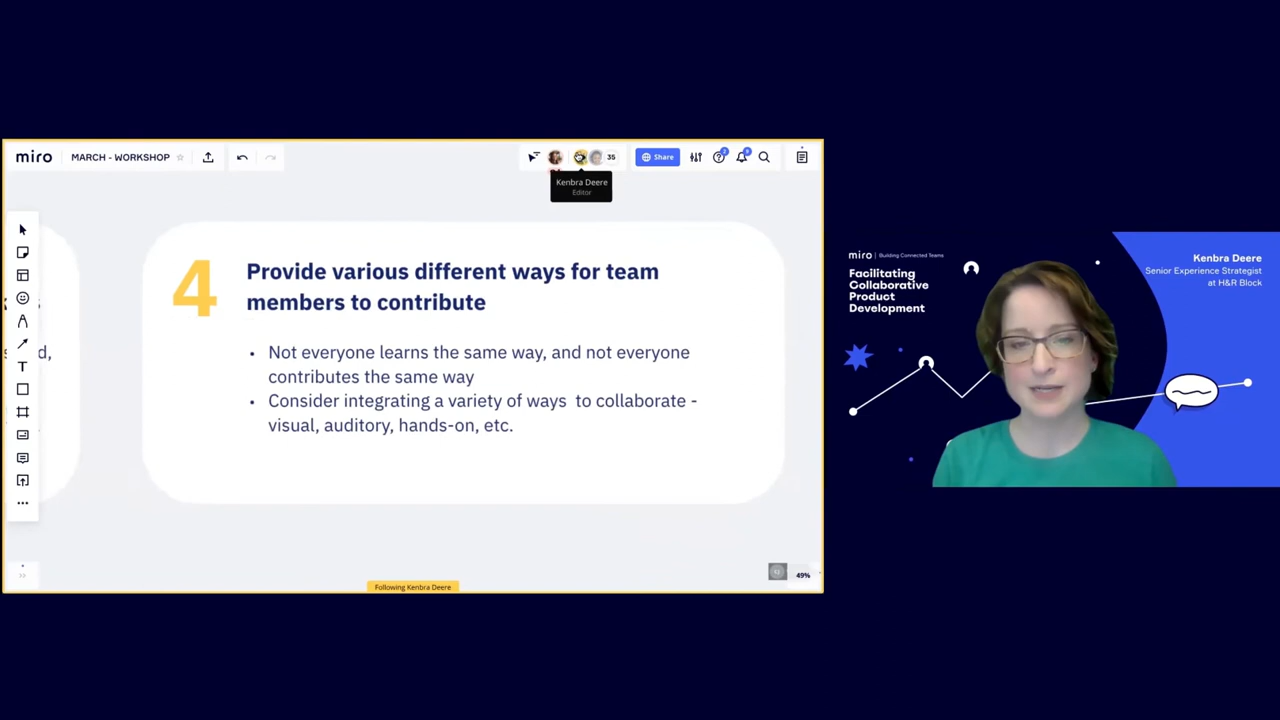 miro
MARCH - WORKSHOP
35
Share
Kenbra Deere
Editor
4
Provide various different ways for team
members to contribute
• Not everyone learns the same way, and not everyone
contributes the same way
• Consider integrating a variety of ways to collaborate -
visual, auditory, hands-on, etc.
Following Kenbra Deere
49%
miro | Building Connected Teams
Facilitating
Collaborative
Product
Development
Kenbra Deere
Senior Experience Strategist
at H&R Block